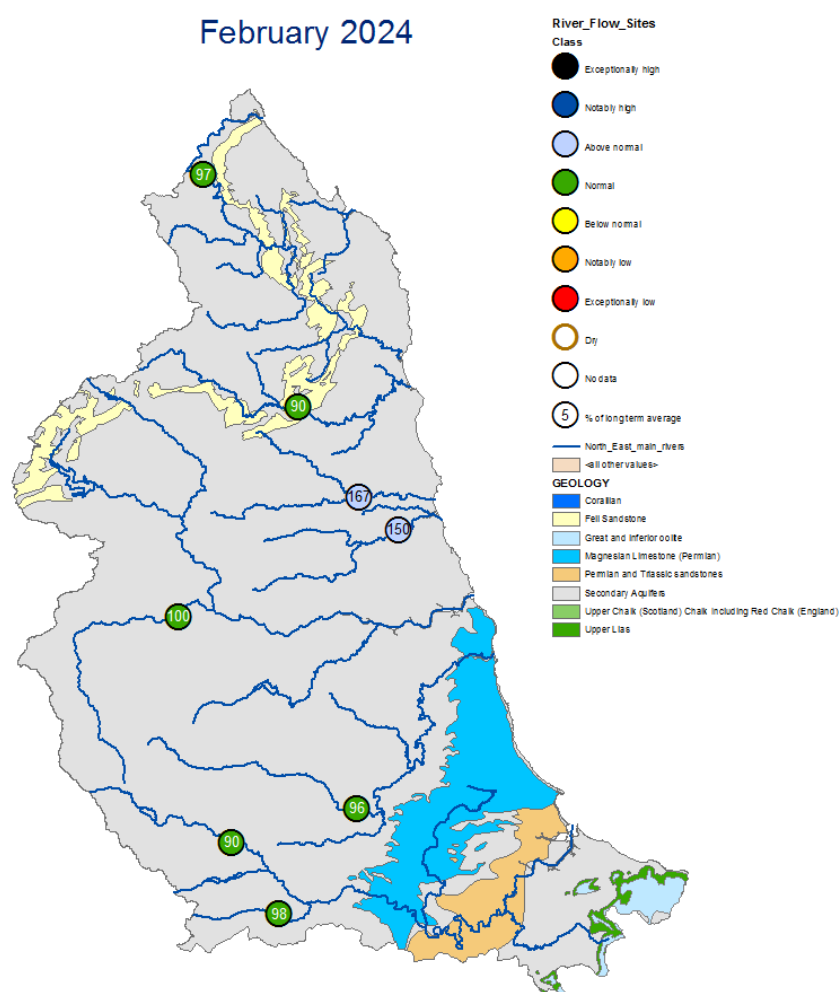 February 2024
River_Flow_Sites
Class
Exceptionally high
Notably high
Above normal
Normal
Below normal
Notably low
Exceptionally low
Dry
No data
5 % of long term average
North_East_main_rivers
<all other values>
GEOLOGY
Corallian
Fell Sandstone
Great and Inferior oolite
Magnesian Limestone (Permian)
Permian and Triassic sandstones
Secondary Aquifers
Upper Chalk (Scotland) Chalk including Red Chalk (England)
Upper Lias
97
90
167
150
100
96
90
98